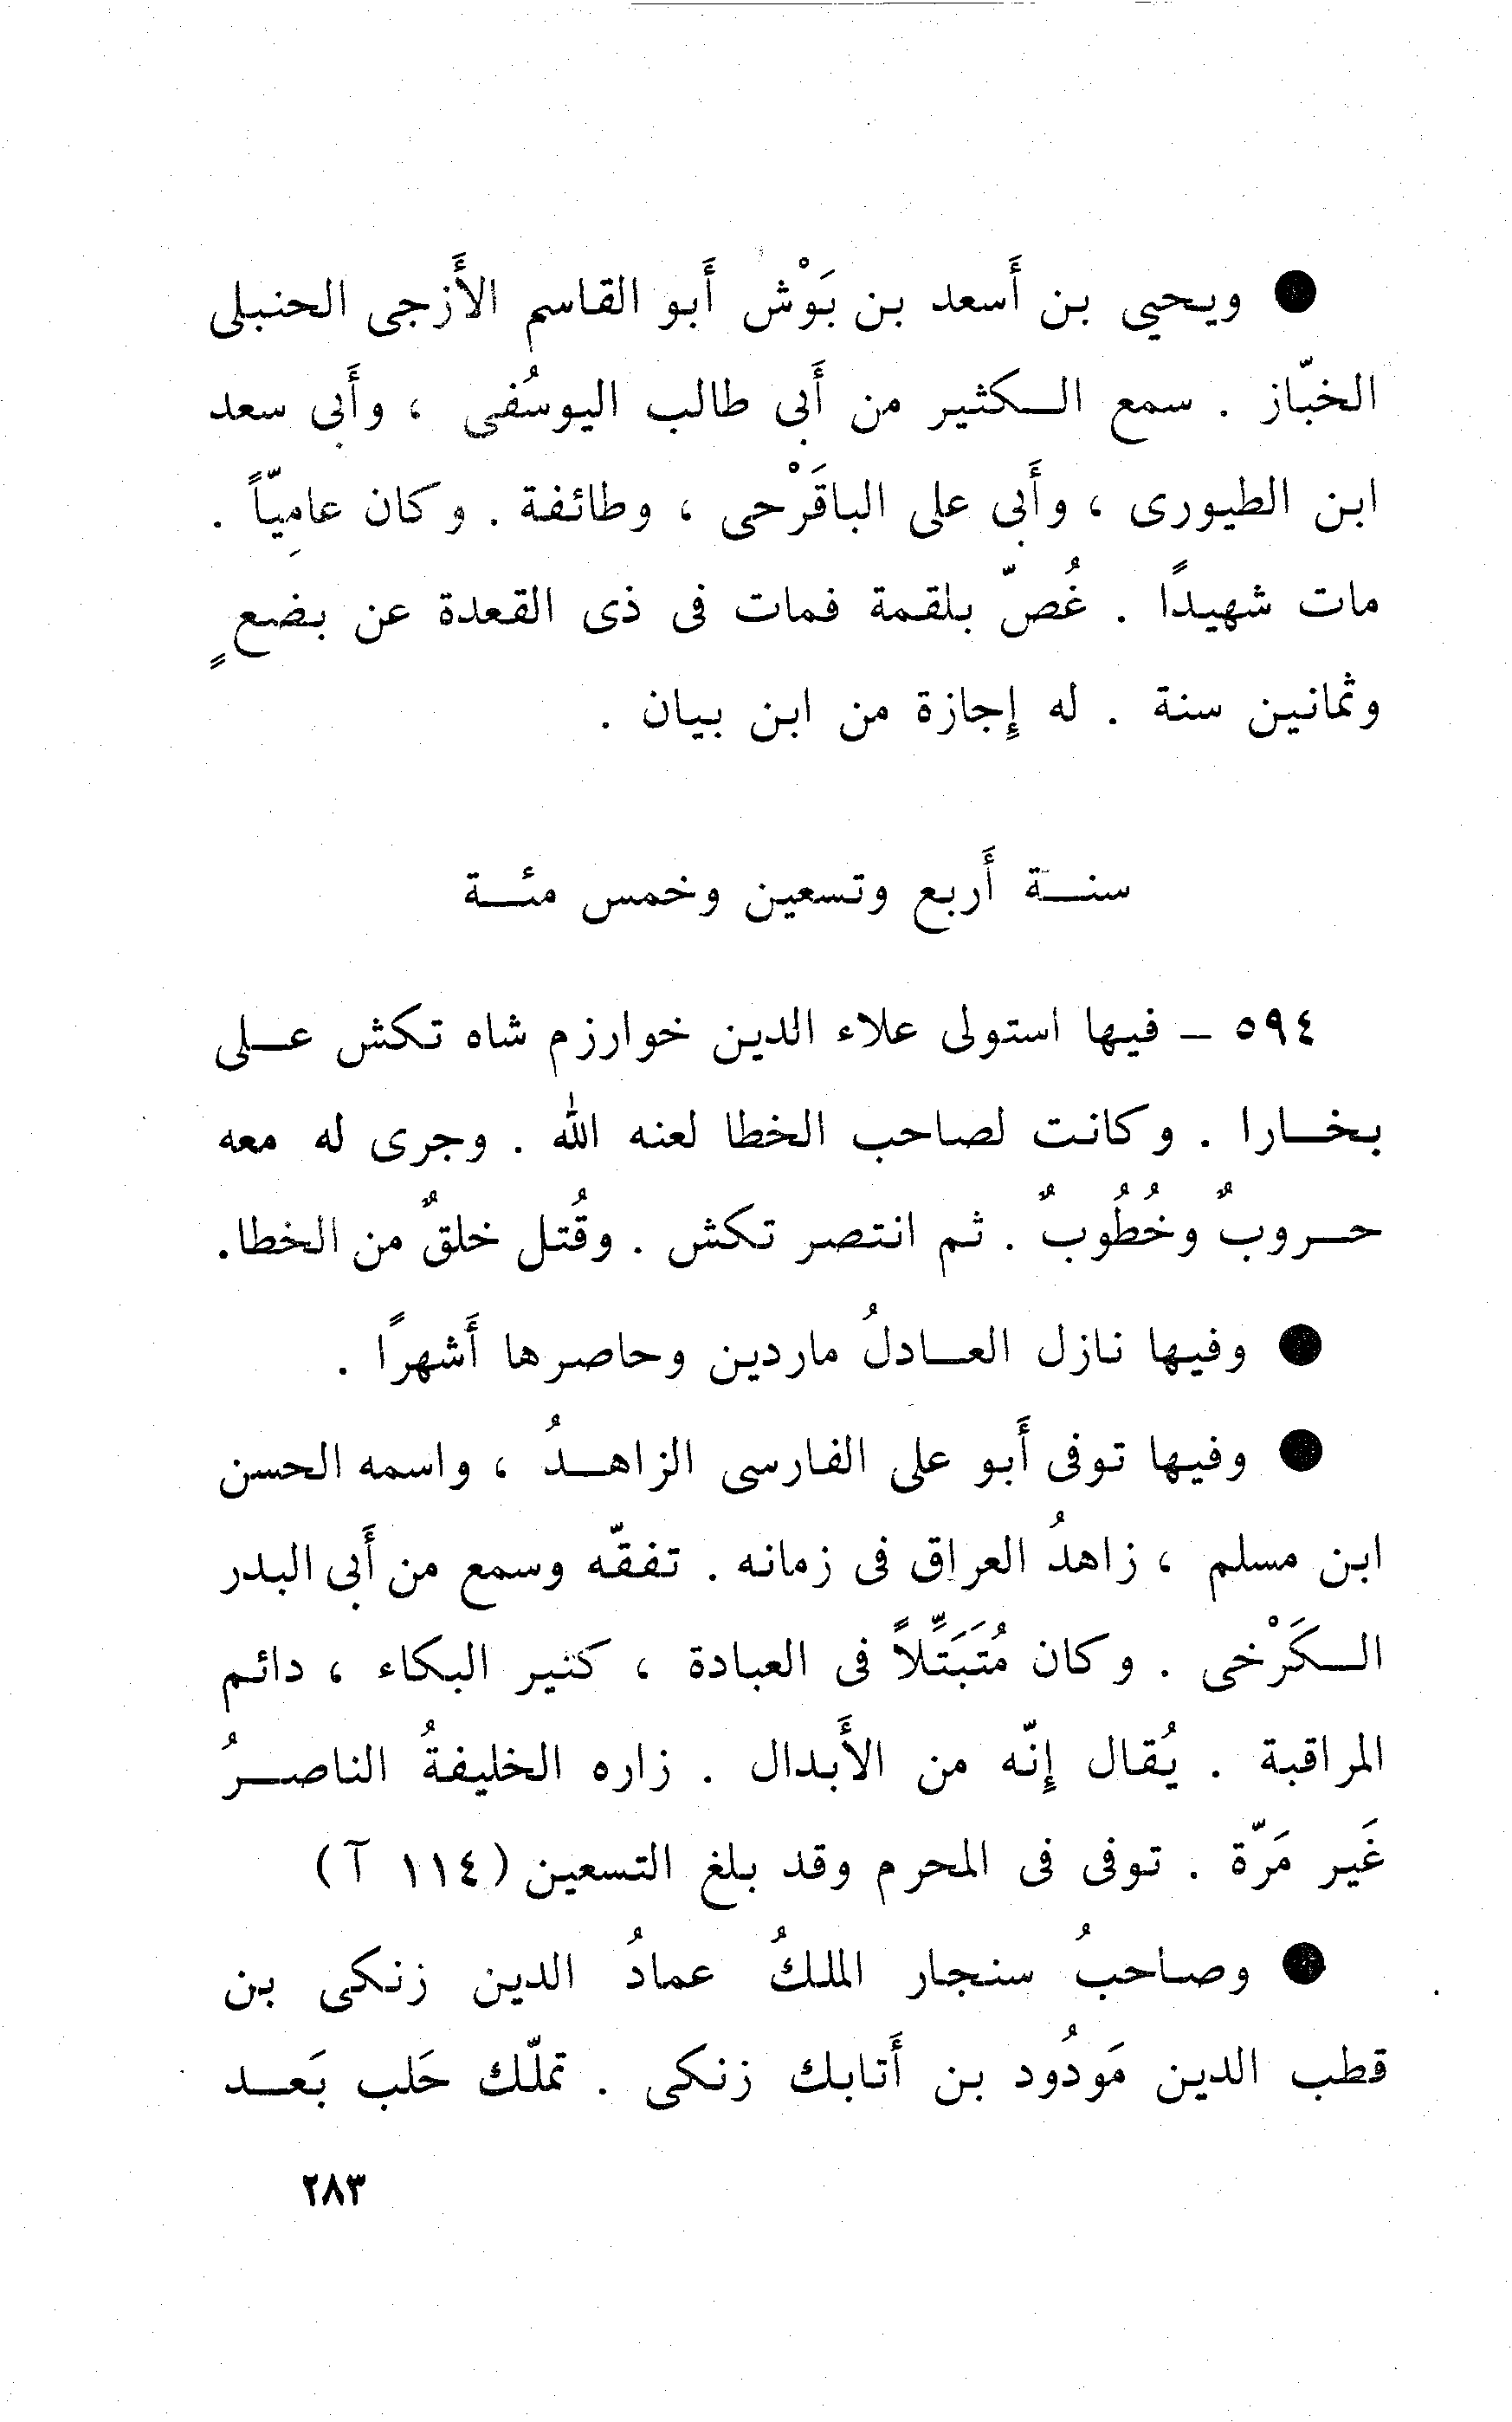 ● ويحيى بن أَسعد بن بَوْش أَبو القاسم الأَزجى الحنبلى
الخبّاز . سمع الكثير من أَبى طالب اليوسُفى ، وأَبى سعد
ابن الطيورى ، وأَبى على الباقَرْحى ، وطائفة . وكان عامِيّاً .
مات شهيدًا . غُصّ بلقمة فمات فى ذى القعدة عن بضعٍ
وثمانين سنة . له إِجازة من ابن بيان .
سنة أَربع وتسعين وخمس مئة
٥٩٤ - فيها استولى علاء الدين خوارزم شاه تكش على
بخارا . وكانت لصاحب الخطا لعنه الله . وجرى له معه
حروبٌ وخُطُوبٌ . ثم انتصر تكش . وقُتل خلقٌ من الخطا.
● وفيها نازل العادلُ ماردين وحاصرها أَشهرًا .
● وفيها توفى أَبو على الفارسى الزاهدُ ، واسمه الحسن
ابن مسلم ، زاهدُ العراق فى زمانه . تفقّه وسمع من أَبى البدر
الكَرْخى . وكان مُتَبَتِّلاً فى العبادة ، كثير البكاء ، دائم
المراقبة . يُقال إِنّه من الأَبدال . زاره الخليفةُ الناصرُ
غَير مَرّة . توفى فى المحرم وقد بلغ التسعين (١١٤ آ)
● وصاحبُ سنجار الملكُ عمادُ الدين زنكى بن
قطب الدين مَودُود بن أَتابك زنكى . تملّك حَلب بَعد
٢٨٣